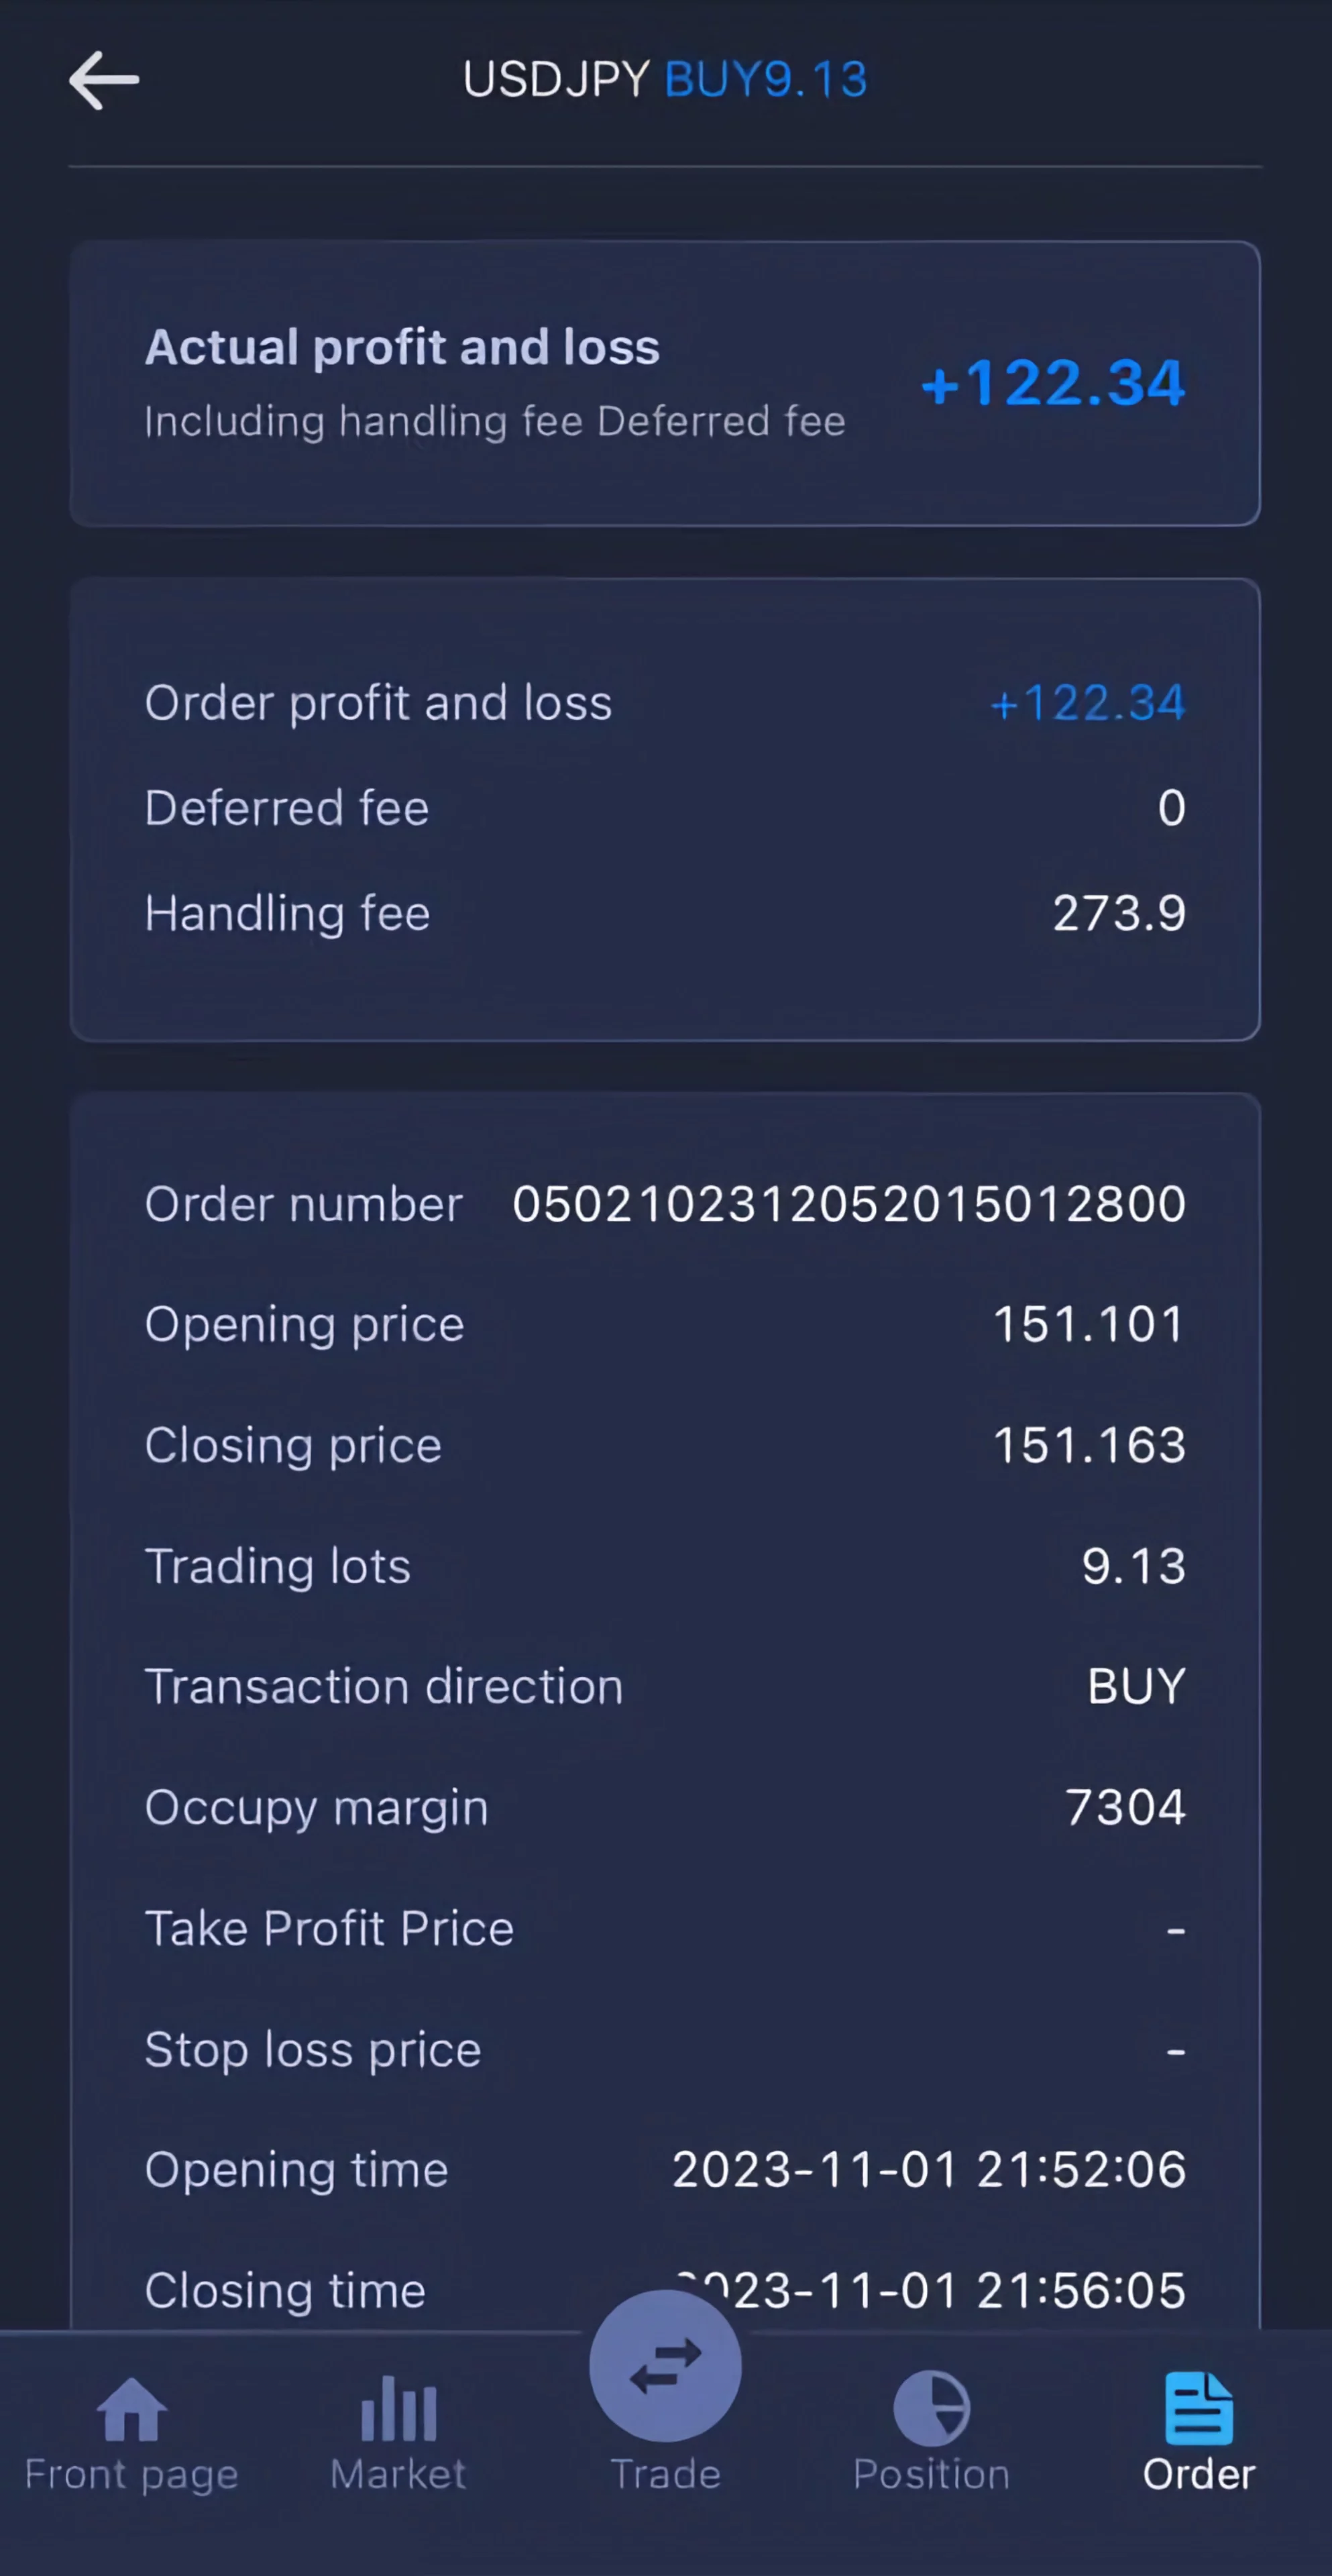 USDJPY BUY9.13
Actual profit and loss
+122.34
Including handling fee Deferred fee
Order profit and loss +122.34
Deferred fee 0
Handling fee 273.9
Order number 0502102312052015012800
Opening price 151.101
Closing price 151.163
Trading lots 9.13
Transaction direction BUY
Occupy margin 7304
Take Profit Price -
Stop loss price -
Opening time 2023-11-01 21:52:06
Closing time 2023-11-01 21:56:05
Front page Market Trade Position Order